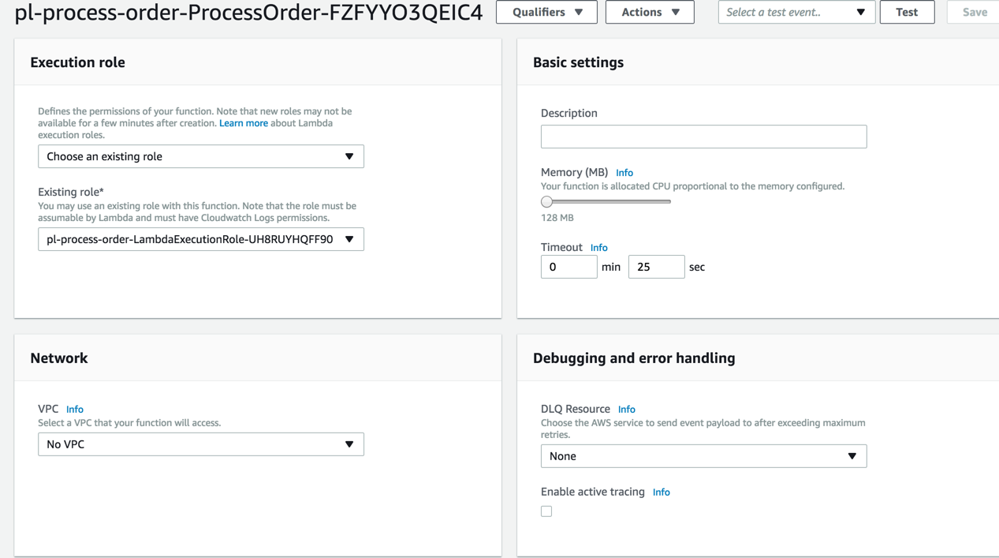 pl-process-order-ProcessOrder-FZFYYO3QEIC4
Qualifiers
Actions
Select a test event..
Test
Save
Execution role
Defines the permissions of your function. Note that new roles may not be
available for a few minutes after creation. Learn more about Lambda
execution roles.
Choose an existing role
Existing role*
You may use an existing role with this function. Note that the role must be
assumable by Lambda and must have Cloudwatch Logs permissions.
pl-process-order-LambdaExecutionRole-UH8RUYHQFF90
Basic settings
Description
Memory (MB) Info
Your function is allocated CPU proportional to the memory configured.
128 MB
Timeout Info
0 min 25 sec
Network
VPC Info
Select a VPC that your function will access.
No VPC
Debugging and error handling
DLQ Resource Info
Choose the AWS service to send event payload to after exceeding maximum
retries.
None
Enable active tracing Info